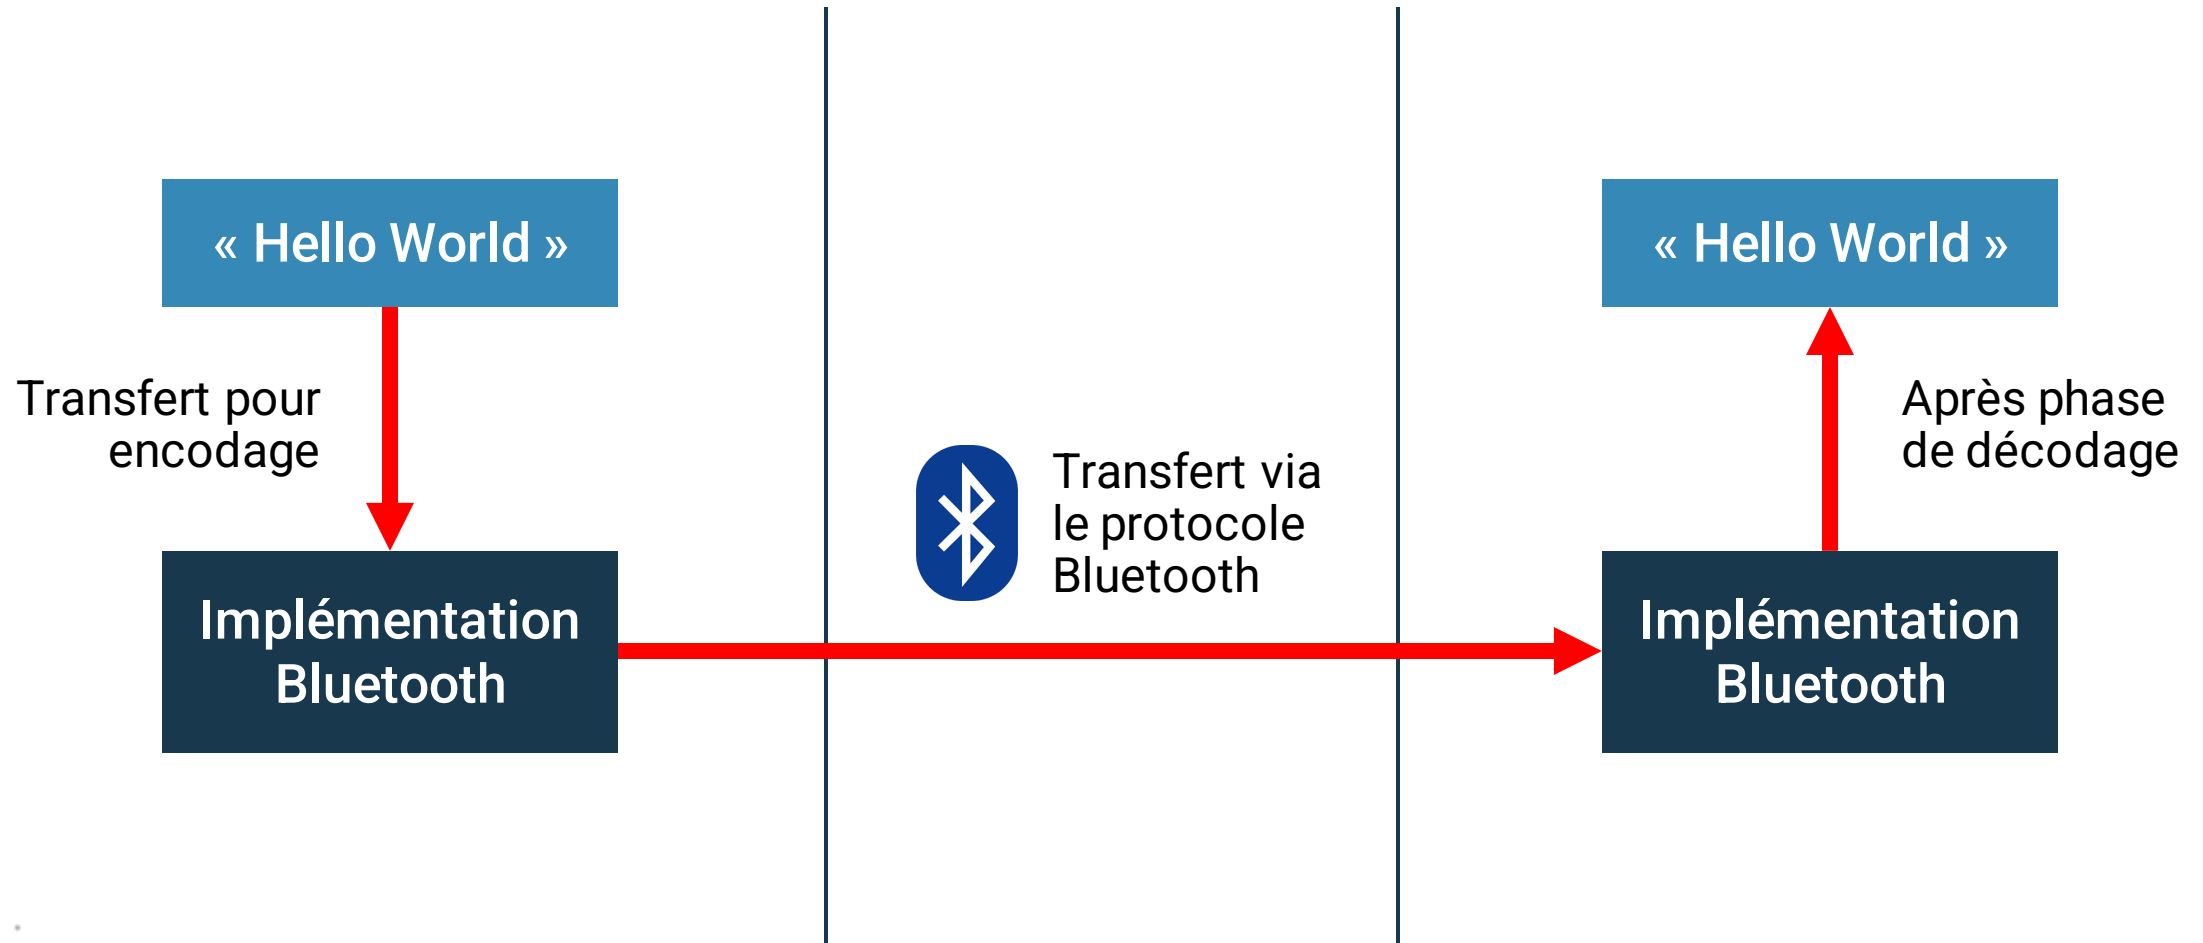 « Hello World »
Transfert pour
encodage
Implémentation
Bluetooth
Transfert via
le protocole
Bluetooth
« Hello World »
Après phase
de décodage
Implémentation
Bluetooth